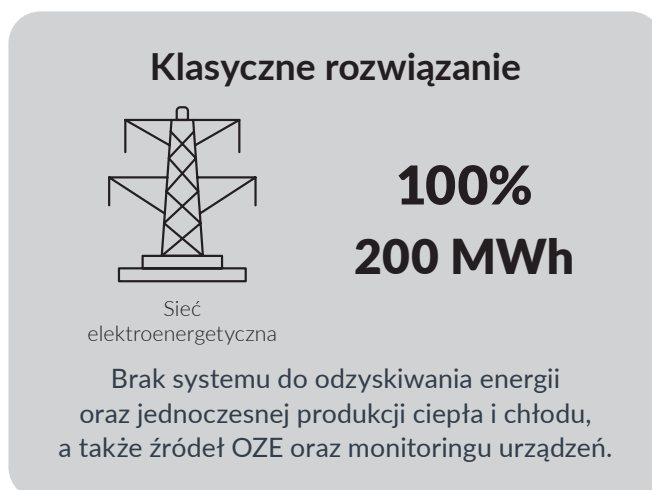 Klasyczne rozwiązanie
100%
200 MWh
Sieć
elektroenergetyczna
Brak systemu do odzyskiwania energii
oraz jednoczesnej produkcji ciepła i chłodu,
a także źródeł OZE oraz monitoringu urządzeń.